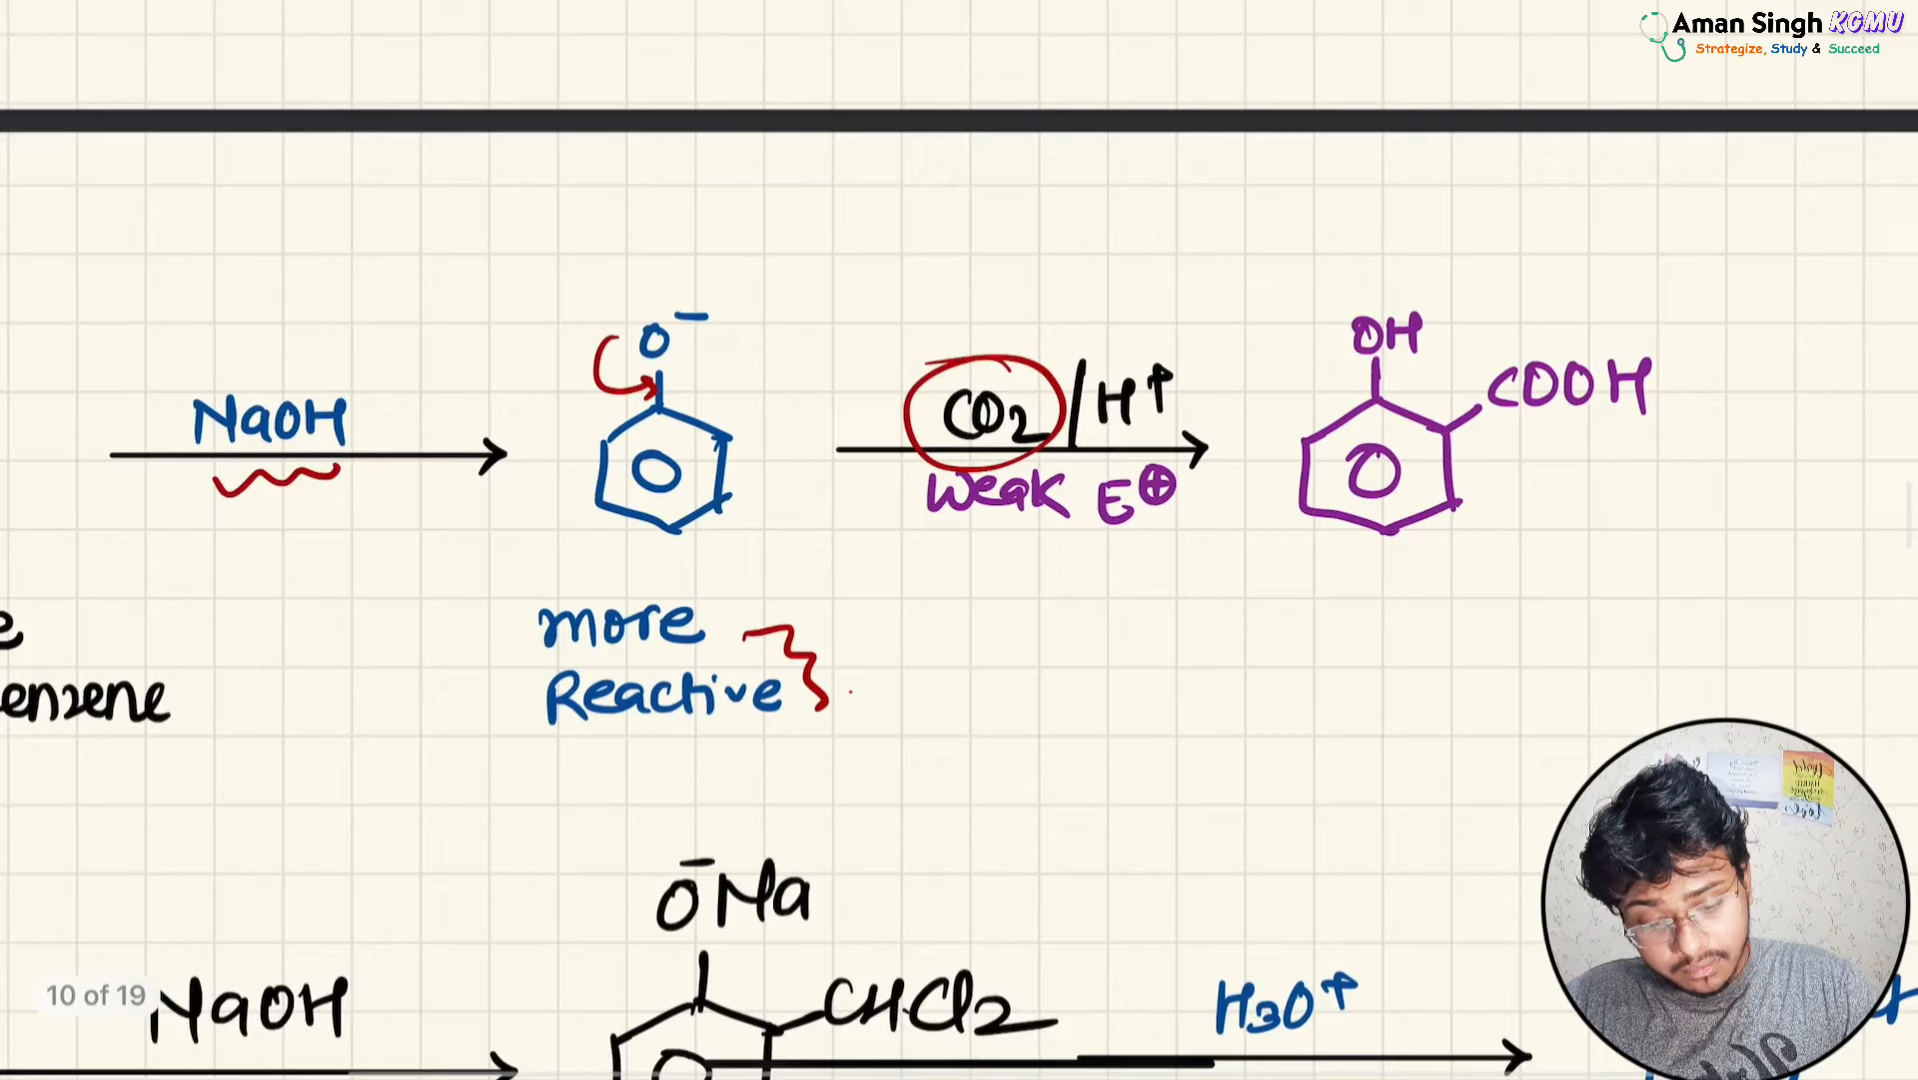 Aman Singh KGMU
Strategize, Study & Succeed
NaOH
O⁻
CO2/H+
Weak E⊕
OH
COOH
more
Reactive
e
enzene
ŌNa
10 of 19
NaOH
CHCl2
H3O+